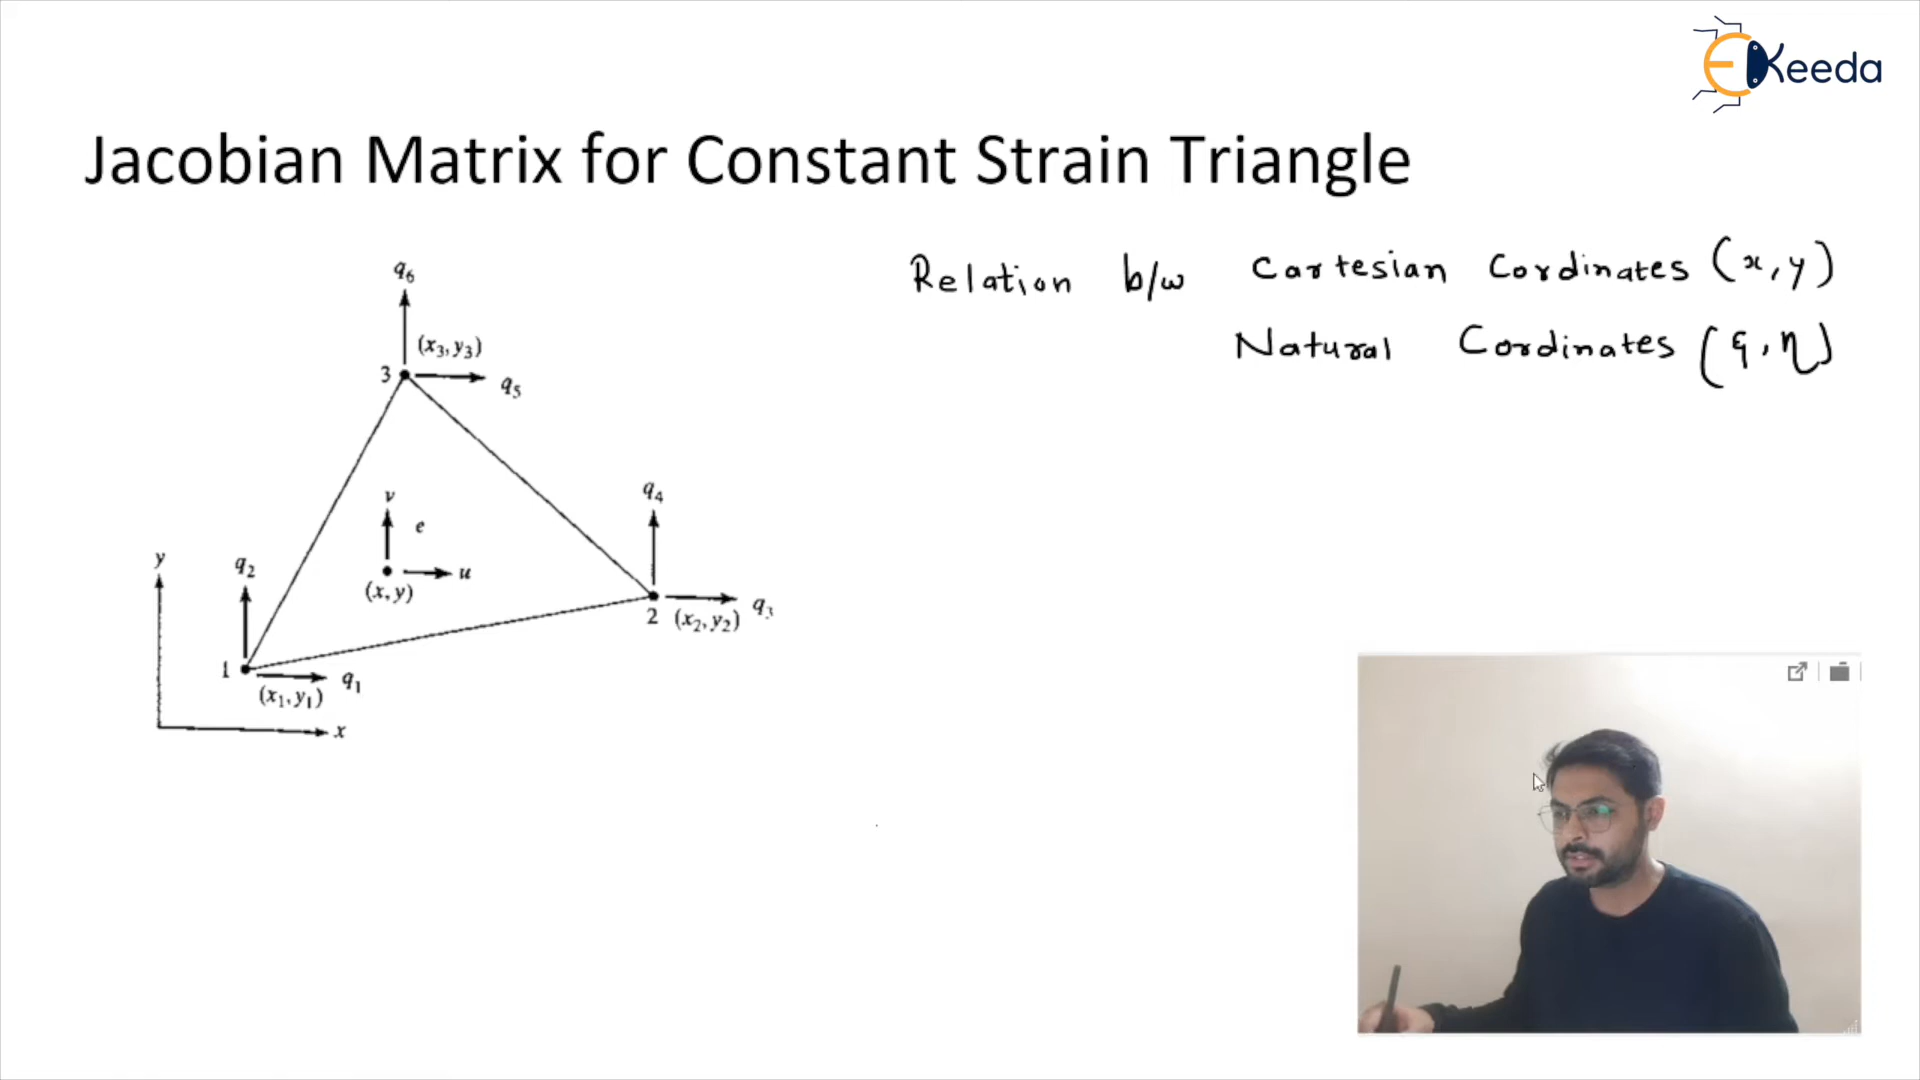 EKeeda
Jacobian Matrix for Constant Strain Triangle
Relation b/w Cartesian Cordinates (x,y)
Natural Cordinates (ξ,η)
q6
(x3,y3)
3
q5
v
e
u
(x,y)
q4
2
(x2,y2)
q3
y
q2
1
q1
(x1,y1)
x